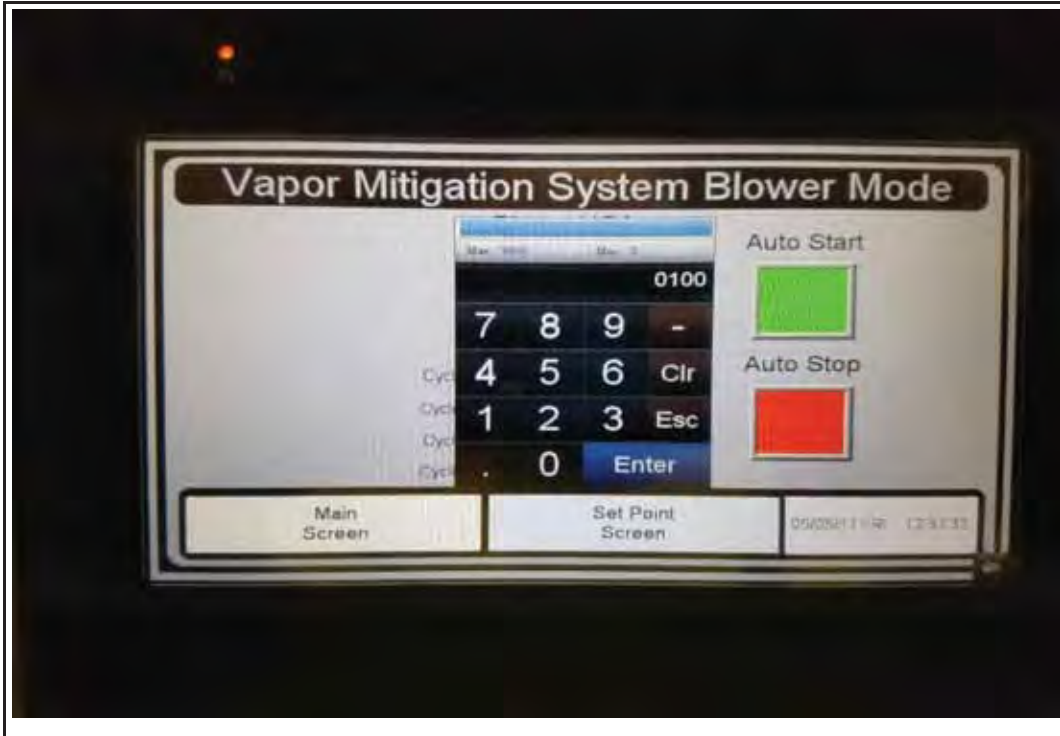 Vapor Mitigation System Blower Mode
Auto Start
0100
7 8 9 -
4 5 6 Clr
Auto Stop
1 2 3 Esc
. 0 Enter
Main
Screen
Set Point
Screen